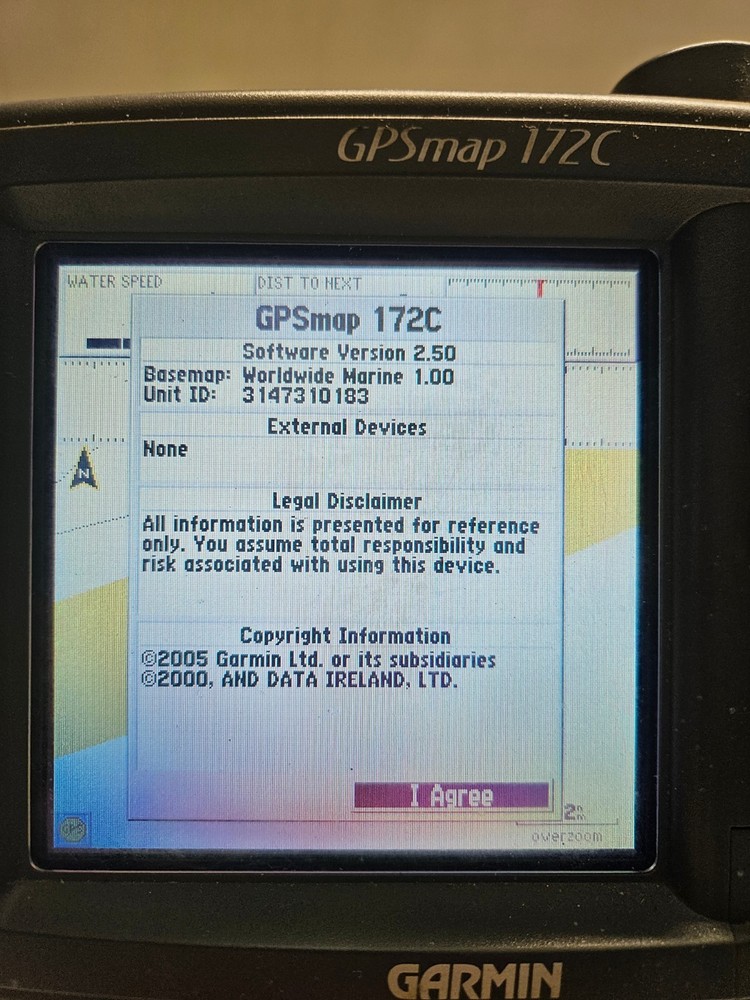 GPSmap 172C
WATER SPEED
DIST TO NEXT
GPSmap 172C
Software Version 2.50
Basemap: Worldwide Marine 1.00
Unit ID: 3147310183
External Devices
None
N
Legal Disclaimer
All information is presented for reference
only. You assume total responsibility and
risk associated with using this device.
Copyright Information
©2005 Garmin Ltd. or its subsidiaries
©2000, AND DATA IRELAND, LTD.
I Agree
2nm
GPS
overzoom
GARMIN